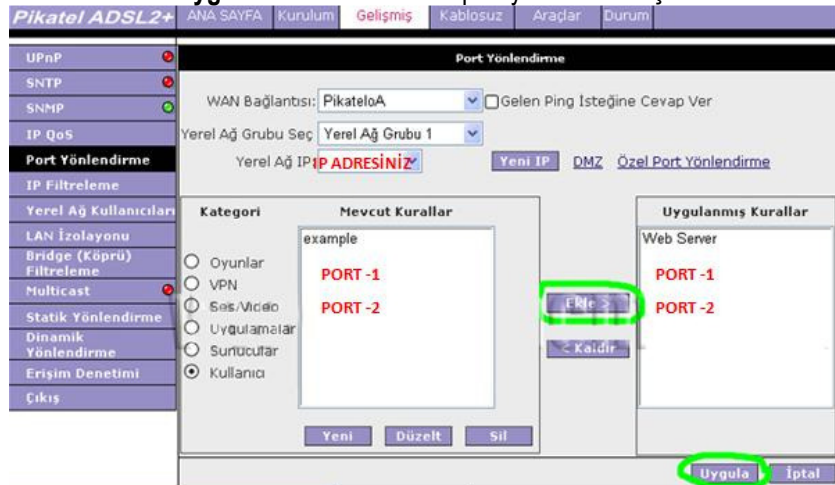 Pikatel ADSL2+ ANA SAYFA Kurulum Gelişmiş Kablosuz Araçlar Durum
UPnP
SNTP
SNMP
IP QoS
Port Yönlendirme
IP Filtreleme
Yerel Ağ Kullanıcıları
LAN İzolayonu
Bridge (Köprü)
Filtreleme
Multicast
Statik Yönlendirme
Dinamik
Yönlendirme
Erişim Denetimi
Çıkış
Port Yönlendirme
WAN Bağlantısı: PikateloA Gelen Ping İsteğine Cevap Ver
Yerel Ağ Grubu Seç Yerel Ağ Grubu 1
Yerel Ağ IP: IP ADRESİNİZ Yeni IP DMZ Özel Port Yönlendirme
Kategori Mevcut Kurallar
Oyunlar
VPN
Ses/Video
Uygulamalar
Sunucular
Kullanıcı
example
PORT -1
PORT -2
Yeni Düzelt Sil
Ekle >
< Kaldır
Uygulanmış Kurallar
Web Server
PORT -1
PORT -2
Uygula İptal